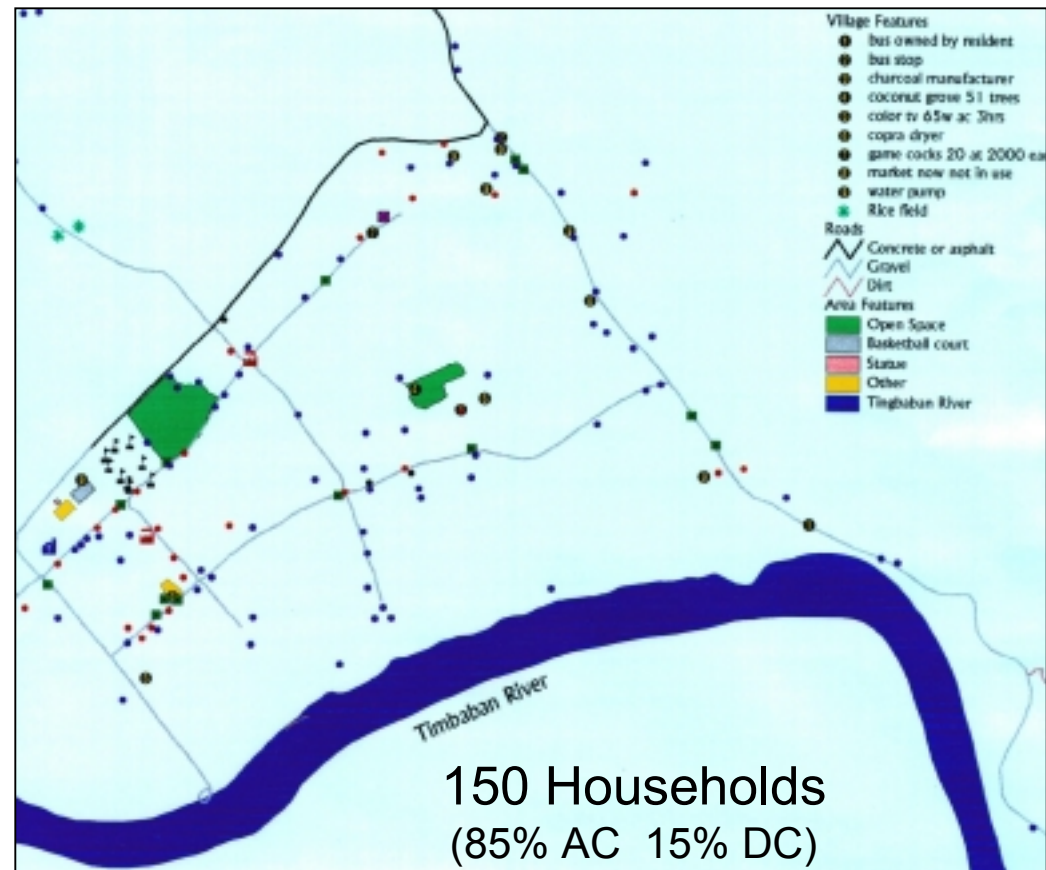 Village Features
bus owned by resident
bus stop
charcoal manufacturer
coconut grove 51 trees
color tv 65w ac 3hrs
copra dryer
game cocks 20 at 2000 ea
market now not in use
water pump
Rice field
Roads
Concrete or asphalt
Gravel
Dirt
Area Features
Open Space
Basketball court
Statue
Other
Tingbaban River
Timbaban River
150 Households
(85% AC 15% DC)